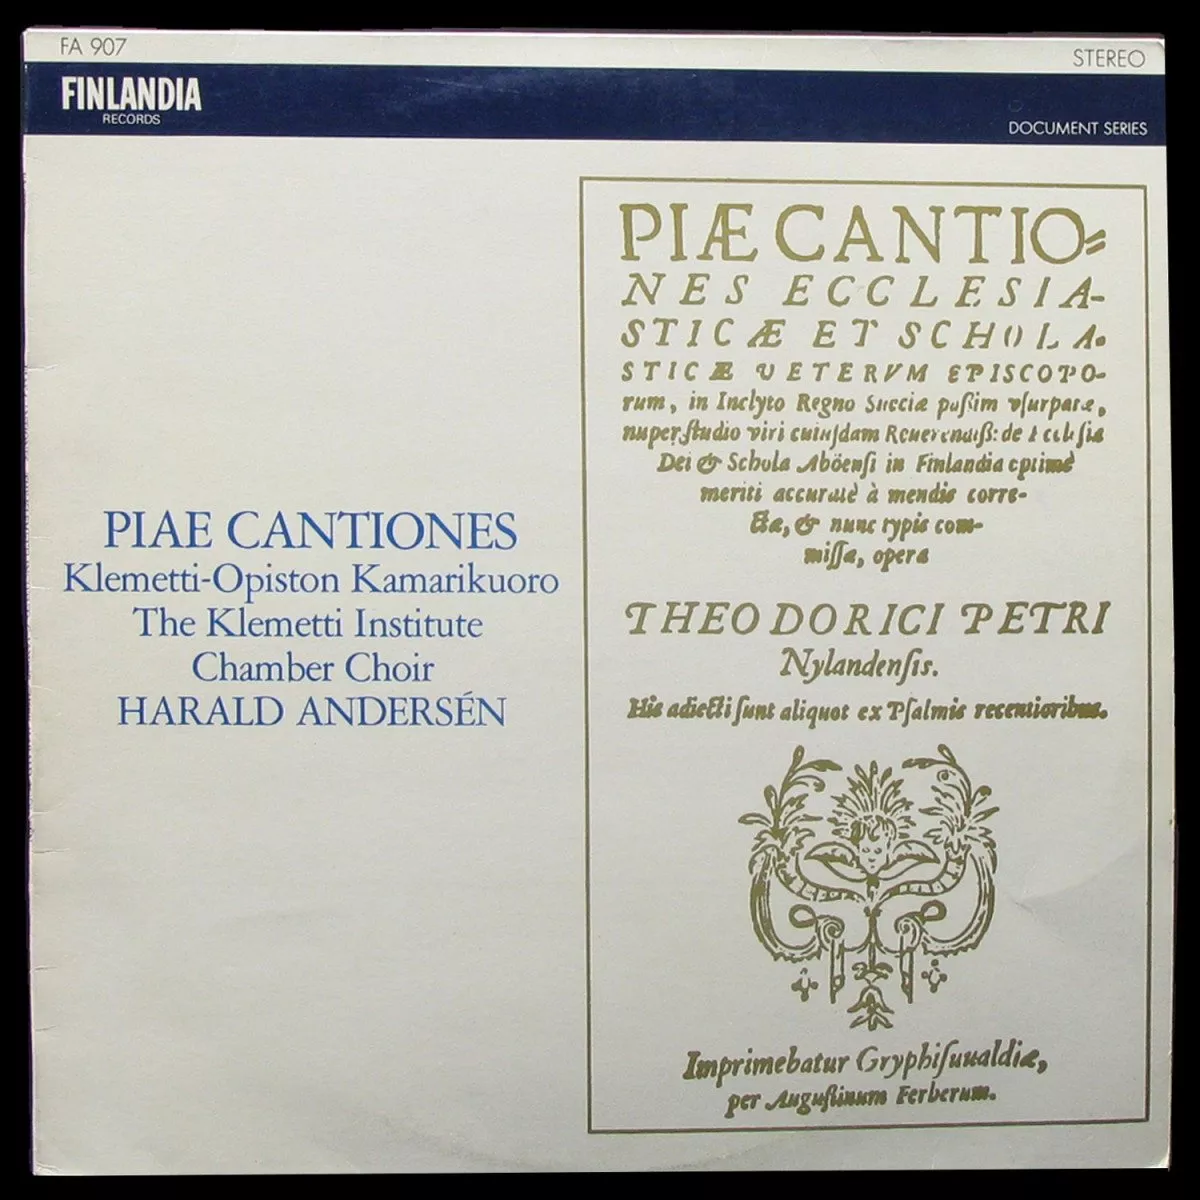 FA 907
STEREO
FINLANDIA
RECORDS
DOCUMENT SERIES
PIAE CANTIONES
Klemetti-Opiston Kamarikuoro
The Klemetti Institute
Chamber Choir
HARALD ANDERSÉN
PIÆ CANTIO=
NES ECCLESIA-
STICÆ ET SCHOLA-
STICÆ VETERVM EPISCOPO-
rum, in Inclyto Regno Sueciæ paßim vſurpatæ,
nuper ſtudio viri cuiuſdam Reuerendiß: de Eccleſia
Dei & Schola Aböenſi in Finlandia optimè
meriti accuratè à mendis corre-
ctæ, & nunc typis com-
miſſæ, opera
THEODORICI PETRI
Nylandenſis.
His adiecti ſunt aliquot ex Pſalmis recentioribus.
Imprimebatur Gryphiſuualdiæ,
per Auguſtinum Ferberum.